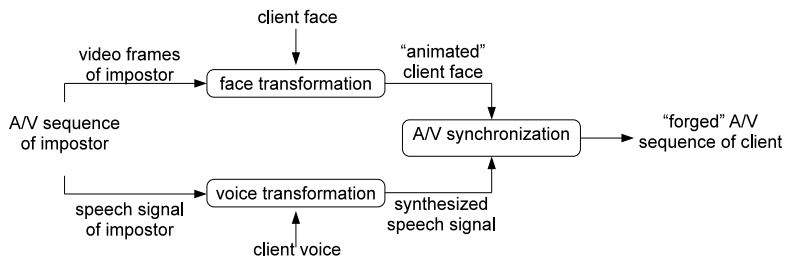 client face
video frames
of impostor
face transformation
“animated”
client face
A/V sequence
of impostor
A/V synchronization
“forged” A/V
sequence of client
speech signal
of impostor
voice transformation
synthesized
speech signal
client voice